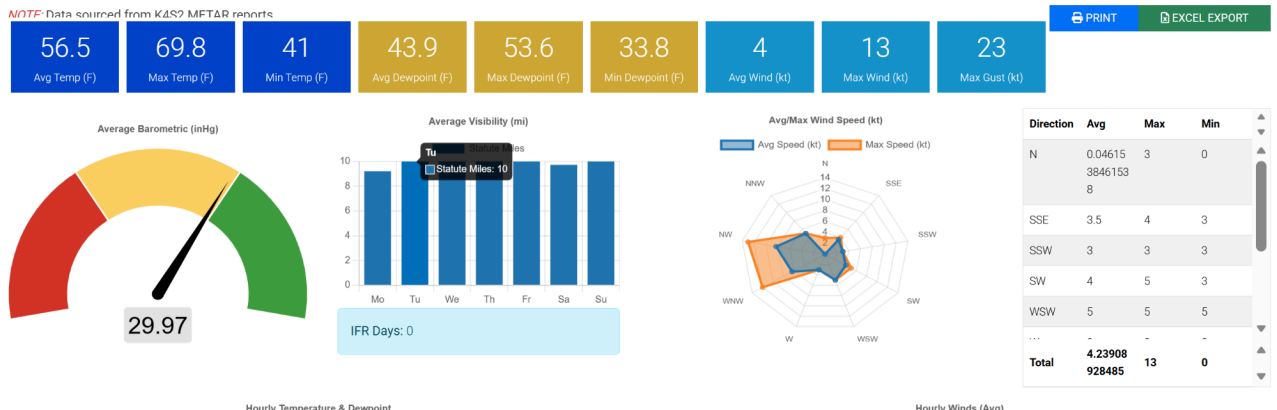 NOTE: Data sourced from K4S2 METAR reports
PRINT
EXCEL EXPORT
56.5
Avg Temp (F)
69.8
Max Temp (F)
41
Min Temp (F)
43.9
Avg Dewpoint (F)
53.6
Max Dewpoint (F)
33.8
Min Dewpoint (F)
4
Avg Wind (kt)
13
Max Wind (kt)
23
Max Gust (kt)
Average Barometric (inHg)
29.97
Average Visibility (mi)
Statute Miles
Tu
Statute Miles: 10
10
8
6
4
2
0
Mo Tu We Th Fr Sa Su
IFR Days: 0
Avg/Max Wind Speed (kt)
Avg Speed (kt) Max Speed (kt)
N
SSE
SSW
SW
WSW
W
WNW
NW
NNW
14
12
10
8
6
4
2
Direction Avg Max Min
N 0.04615 3 0
3846153
8
SSE 3.5 4 3
SSW 3 3 3
SW 4 5 3
WSW 5 5 5
Total 4.23908 13 0
928485
Hourly Temperature & Dewpoint
Hourly Winds (Avg)